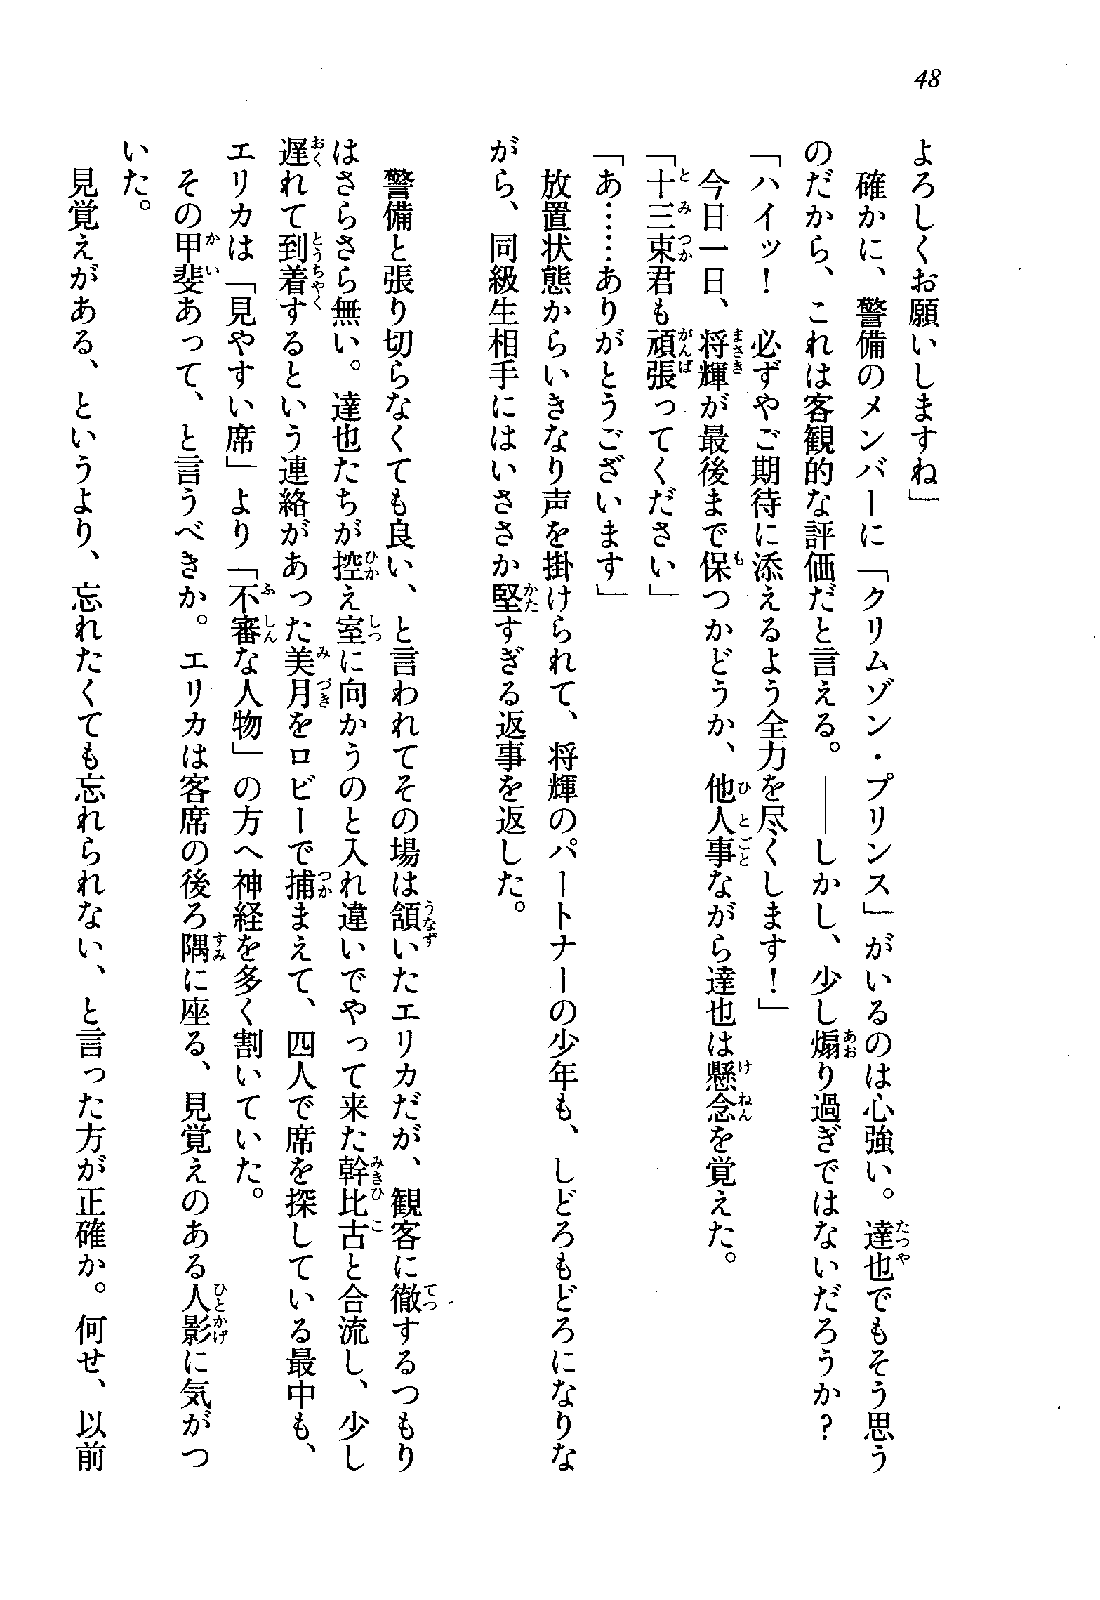 48
よろしくお願いしますね」
　確かに、警備のメンバーに「クリムゾン・プリンス」がいるのは心強い。達也でもそう思う
のだから、これは客観的な評価だと言える。――しかし、少し煽り過ぎではないだろうか？
「ハイッ！　必ずやご期待に添えるよう全力を尽くします！」
　今日一日、将輝が最後まで保つかどうか、他人事ながら達也は懸念を覚えた。
「十三束君も頑張ってください」
「あ……ありがとうございます」
　放置状態からいきなり声を掛けられて、将輝のパートナーの少年も、しどろもどろになりな
がら、同級生相手にはいささか堅すぎる返事を返した。
　警備と張り切らなくても良い、と言われてその場は頷いたエリカだが、観客に徹するつもり
はさらさら無い。達也たちが控え室に向かうのと入れ違いでやって来た幹比古と合流し、少し
遅れて到着するという連絡があった美月をロビーで捕まえて、四人で席を探している最中も、
エリカは「見やすい席」より「不審な人物」の方へ神経を多く割いていた。
　その甲斐あって、と言うべきか。エリカは客席の後ろ隅に座る、見覚えのある人影に気がつ
いた。
　見覚えがある、というより、忘れたくても忘れられない、と言った方が正確か。何せ、以前